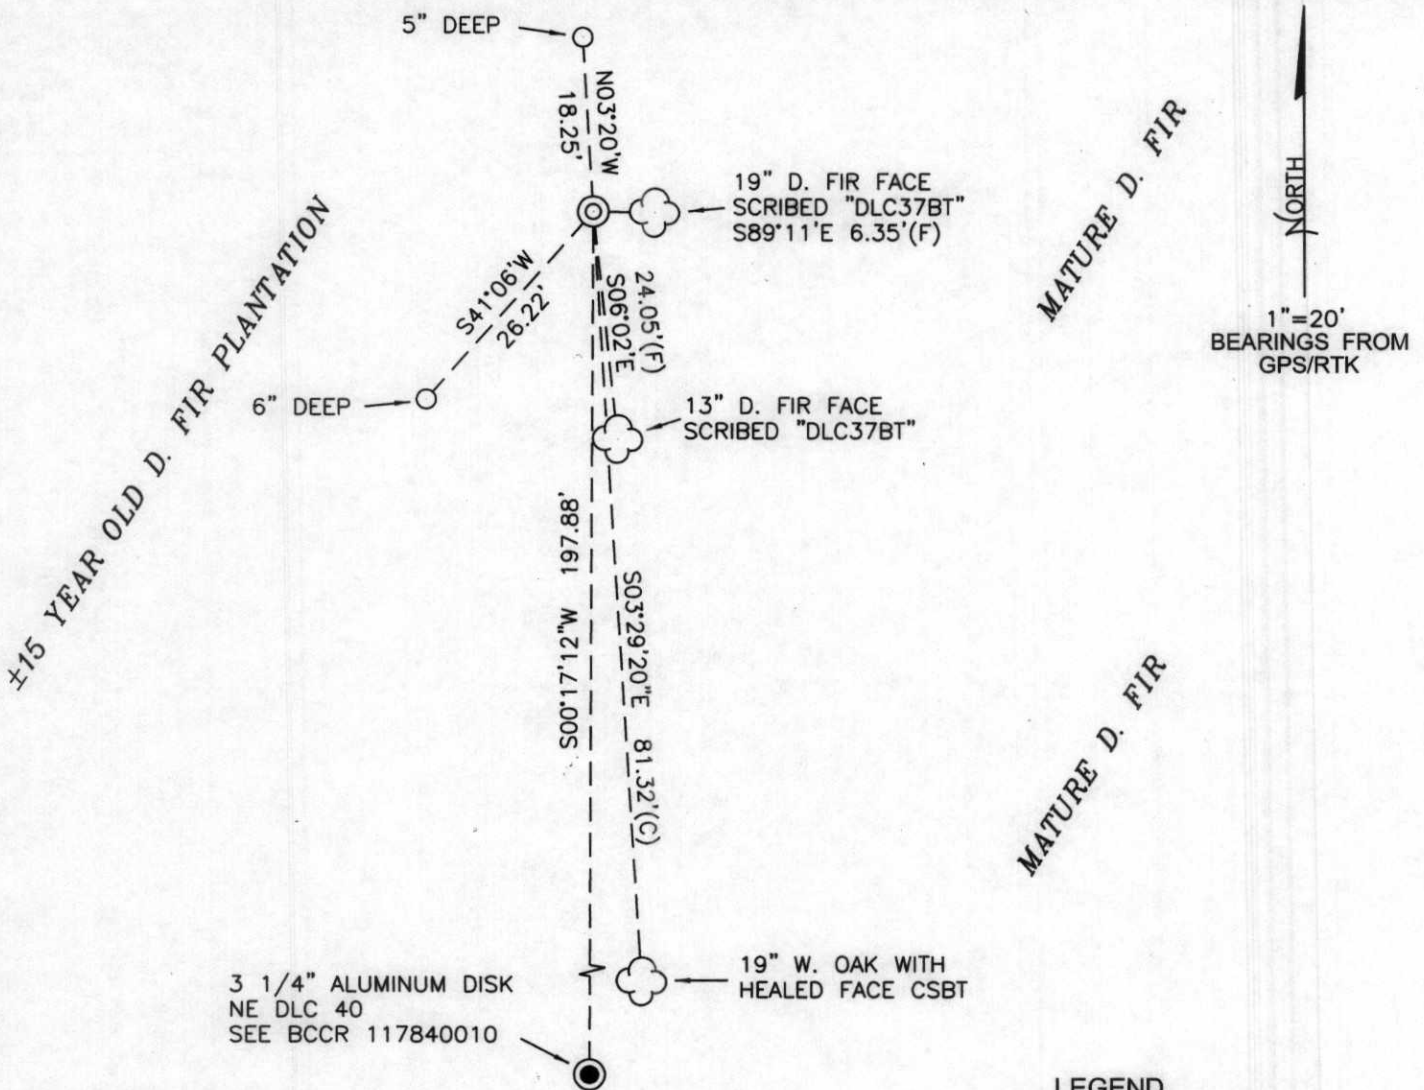 5" DEEP
N03°20'W
18.25'
19" D. FIR FACE
SCRIBED "DLC37BT"
S89°11'E 6.35'(F)
MATURE D. FIR
NORTH
1"=20'
BEARINGS FROM
GPS/RTK
±15 YEAR OLD D. FIR PLANTATION
S41°06'W
26.22'
24.05'(F)
S06°02'E
6" DEEP
13" D. FIR FACE
SCRIBED "DLC37BT"
S00°17'12"W 1697.88'
S03°29'20"E 81.32'(C)
MATURE D. FIR
19" W. OAK WITH
HEALED FACE CSBT
3 1/4" ALUMINUM DISK
NE DLC 40
SEE BCCR 117840010
LEGEND